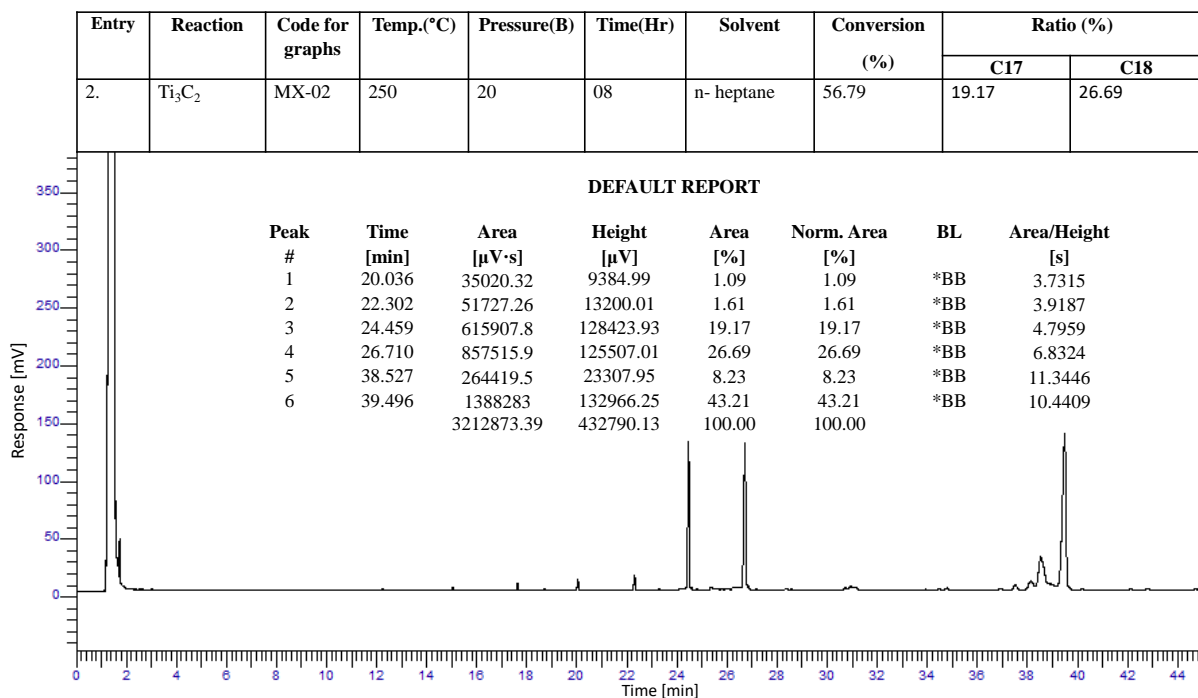 Entry Reaction Code for graphs Temp.(°C) Pressure(B) Time(Hr) Solvent Conversion (%) Ratio (%)
C17 C18
2. Ti₃C₂ MX-02 250 20 08 n- heptane 56.79 19.17 26.69
DEFAULT REPORT
Peak Time Area Height Area Norm. Area BL Area/Height
# [min] [µV·s] [µV] [%] [%] [s]
1 20.036 35020.32 9384.99 1.09 1.09 *BB 3.7315
2 22.302 51727.26 13200.01 1.61 1.61 *BB 3.9187
3 24.459 615907.8 128423.93 19.17 19.17 *BB 4.7959
4 26.710 857515.9 125507.01 26.69 26.69 *BB 6.8324
5 38.527 264419.5 23307.95 8.23 8.23 *BB 11.3446
6 39.496 1388283 132966.25 43.21 43.21 *BB 10.4409
3212873.39 432790.13 100.00 100.00
Response [mV]
350
300
250
200
150
100
50
0
0 2 4 6 8 10 12 14 16 18 20 22 24 26 28 30 32 34 36 38 40 42 44
Time [min]